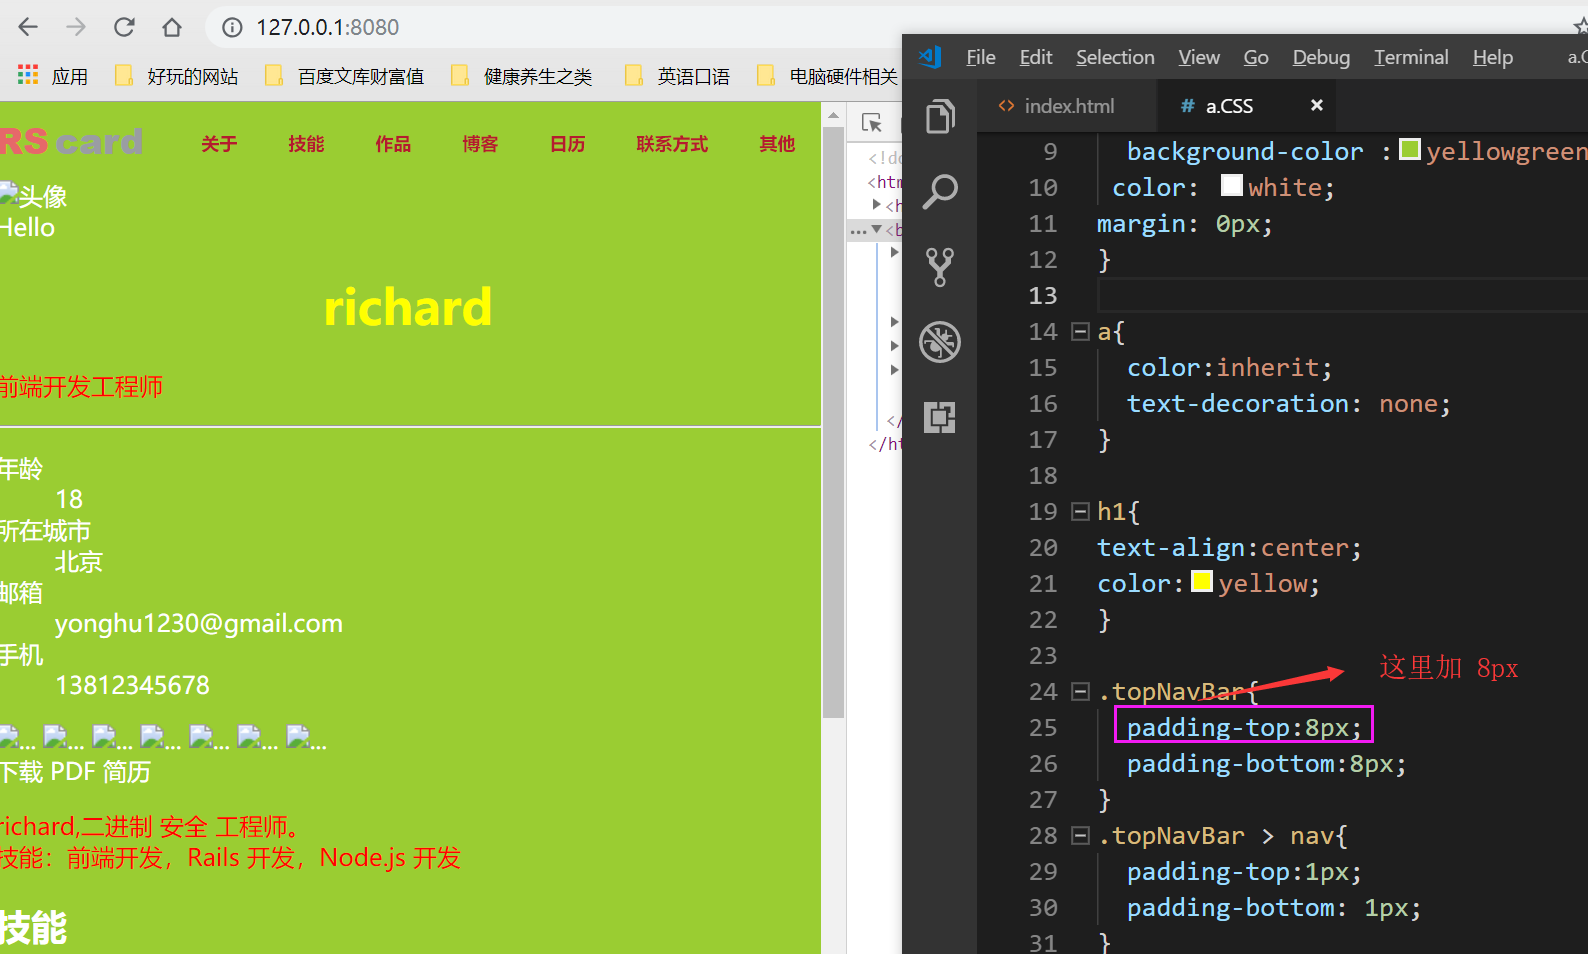 127.0.0.1:8080
应用 好玩的网站 百度文库财富值 健康养生之类 英语口语 电脑硬件相关
RS card 关于 技能 作品 博客 日历 联系方式 其他
头像
Hello
richard
前端开发工程师
年龄
18
所在城市
北京
邮箱
yonghu1230@gmail.com
手机
13812345678
... ... ... ... ... ... ...
下载 PDF 简历
richard,二进制 安全 工程师。
技能：前端开发，Rails 开发，Node.js 开发
技能
File Edit Selection View Go Debug Terminal Help
<> index.html # a.CSS ×
9 background-color : yellowgreen
10 color: white;
11 margin: 0px;
12 }
13
14 a{
15 color:inherit;
16 text-decoration: none;
17 }
18
19 h1{
20 text-align:center;
21 color: yellow;
22 }
23
这里加 8px
24 .topNavBar{
25 padding-top:8px;
26 padding-bottom:8px;
27 }
28 .topNavBar > nav{
29 padding-top:1px;
30 padding-bottom: 1px;
31 }